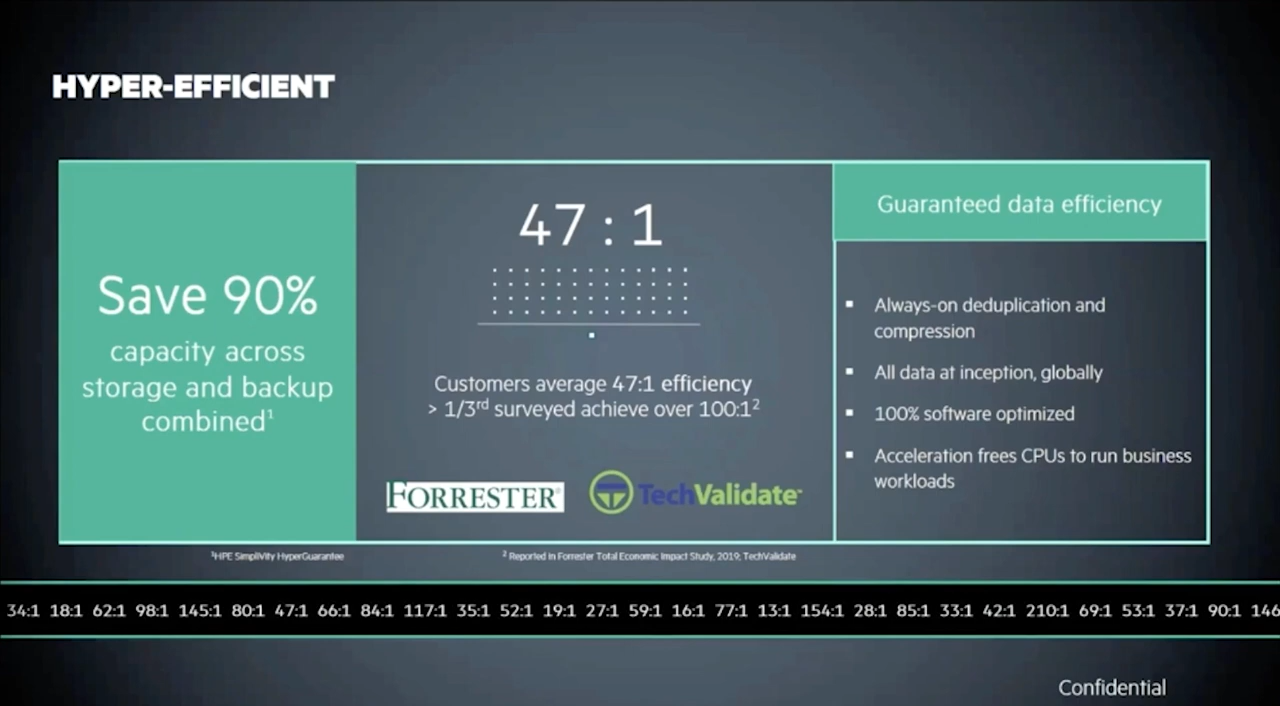 HYPER-EFFICIENT
Save 90%
capacity across
storage and backup
combined¹
47 : 1
Customers average 47:1 efficiency
> 1/3ʳᵈ surveyed achieve over 100:1²
FORRESTER®
TechValidate™
Guaranteed data efficiency
▪ Always-on deduplication and
compression
▪ All data at inception, globally
▪ 100% software optimized
▪ Acceleration frees CPUs to run business
workloads
¹HPE SimpliVity HyperGuarantee
² Reported in Forrester Total Economic Impact Study, 2019; TechValidate
34:1 18:1 62:1 98:1 145:1 80:1 47:1 66:1 84:1 117:1 35:1 52:1 19:1 27:1 59:1 16:1 77:1 13:1 154:1 28:1 85:1 33:1 42:1 210:1 69:1 53:1 37:1 90:1 146
Confidential